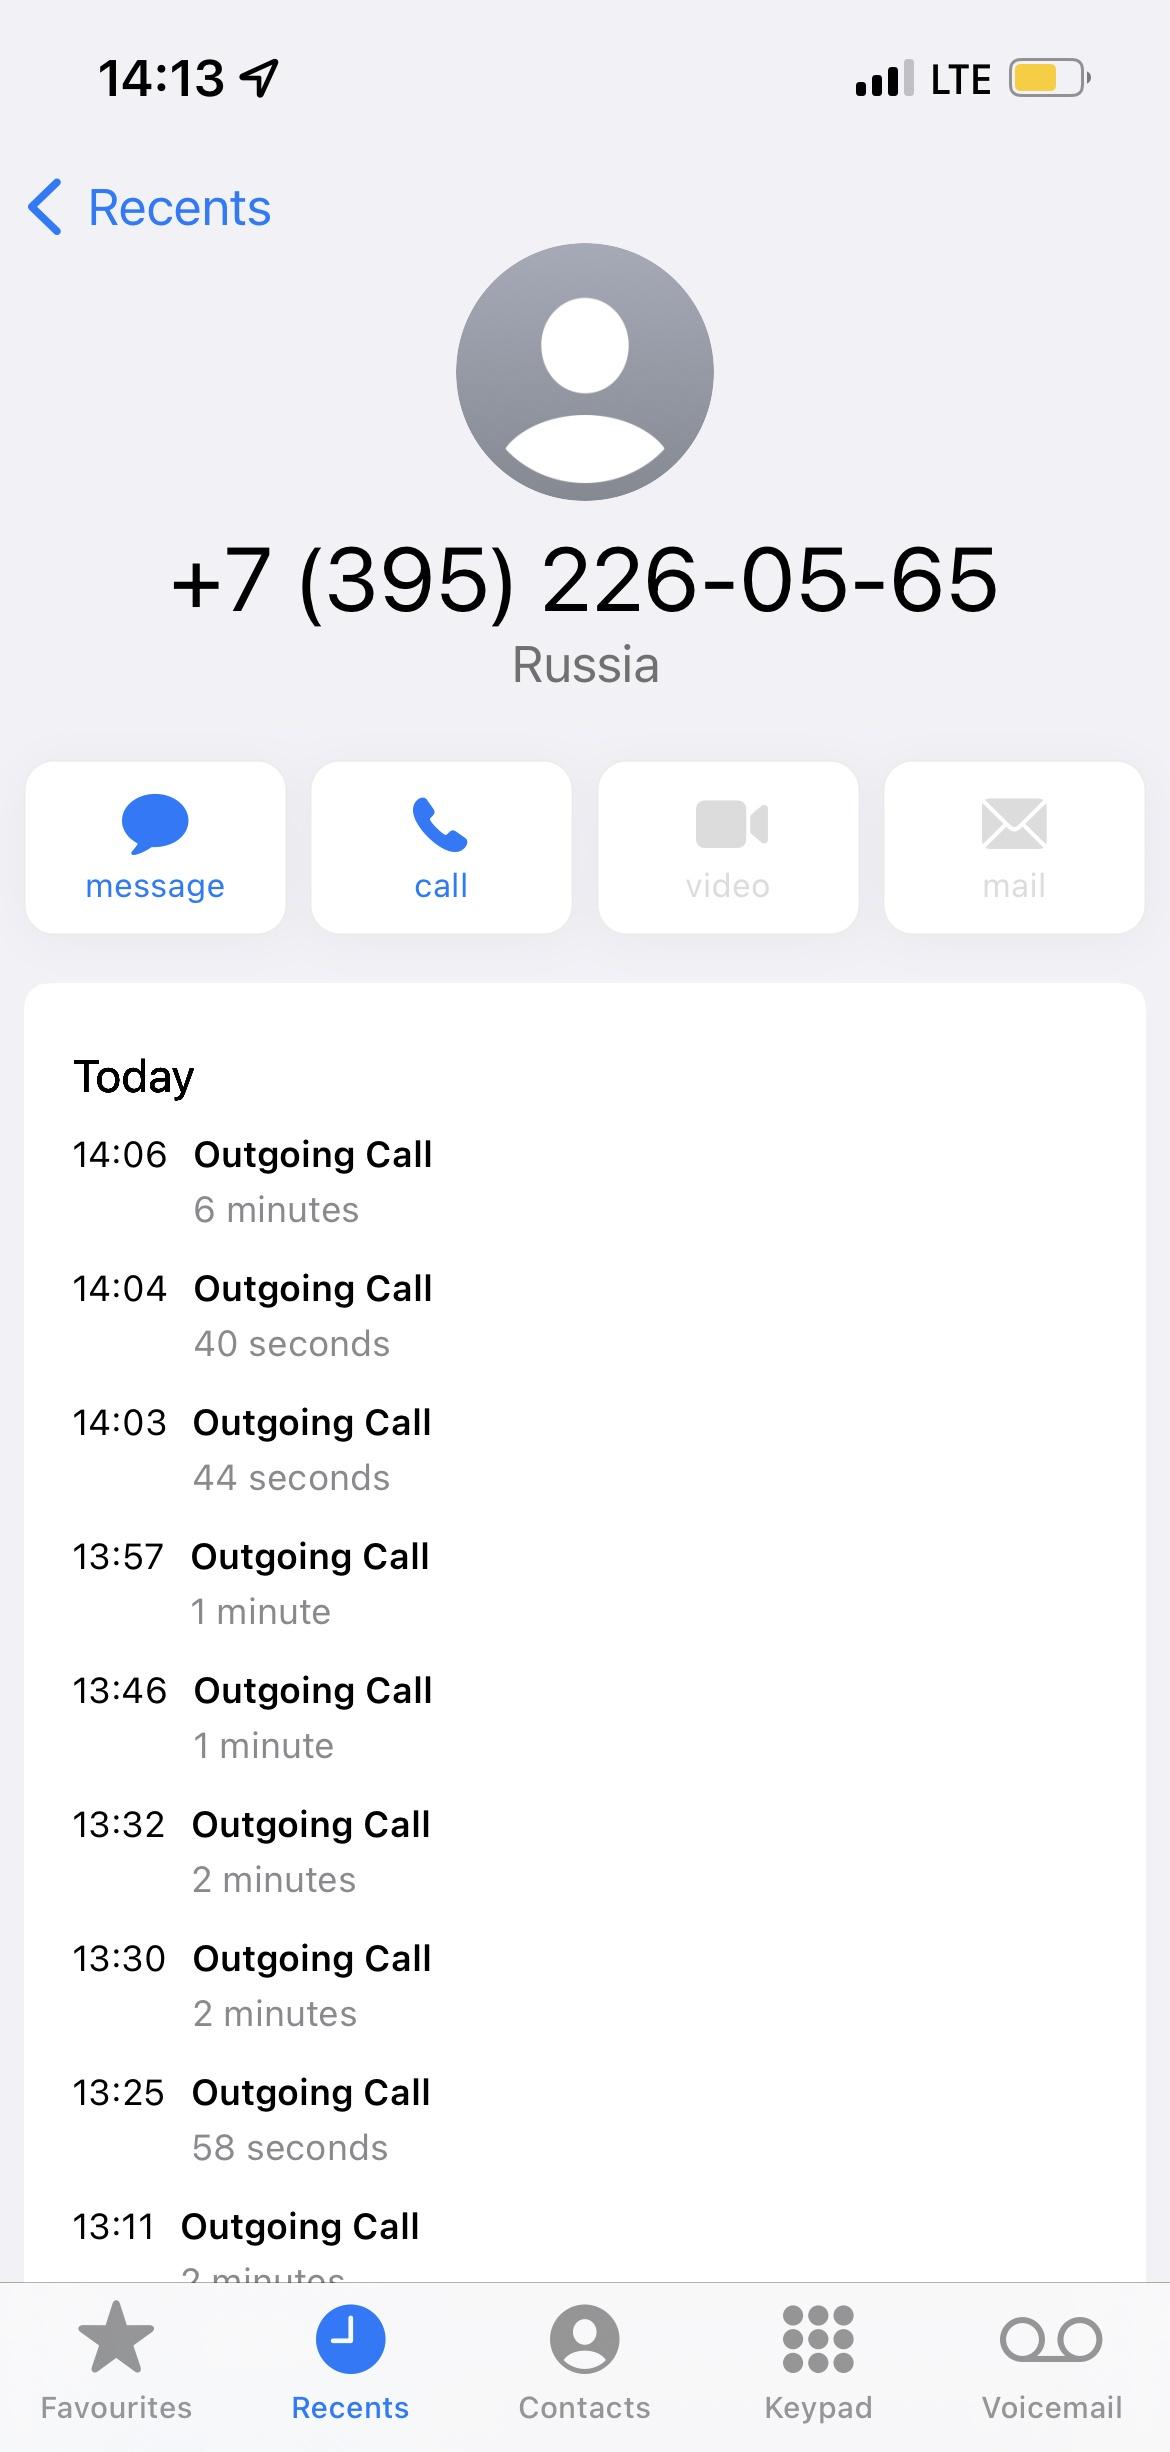 14:13 LTE
Recents
+7 (395) 226-05-65
Russia
message call video mail
Today
14:06 Outgoing Call
6 minutes
14:04 Outgoing Call
40 seconds
14:03 Outgoing Call
44 seconds
13:57 Outgoing Call
1 minute
13:46 Outgoing Call
1 minute
13:32 Outgoing Call
2 minutes
13:30 Outgoing Call
2 minutes
13:25 Outgoing Call
58 seconds
13:11 Outgoing Call
2 minutes
Favourites Recents Contacts Keypad Voicemail